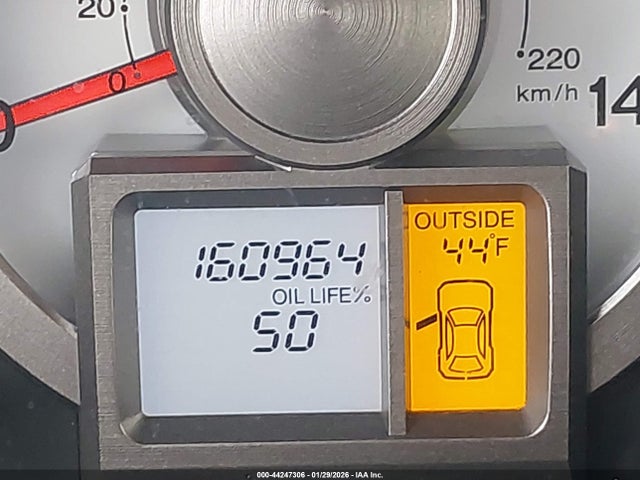 20
0
220
km/h
14
160964
OIL LIFE%
50
OUTSIDE
44°F
000-44247306 - 01/29/2026 - IAA Inc.